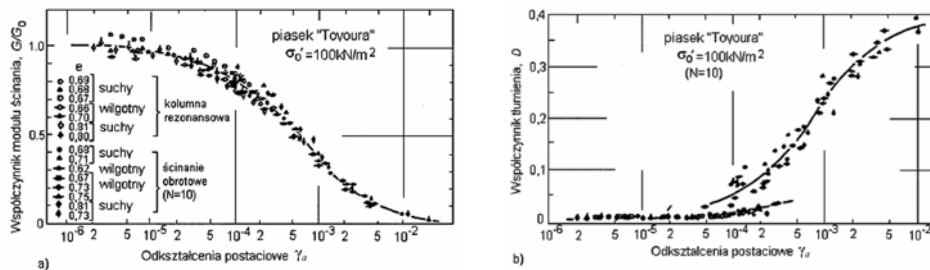 Współczynnik modułu ścinania, G/G₀
1,0
0,5
0
piasek "Toyoura"
σ₀'=100kN/m²
e
0.69
0.68
0.67
suchy
0.66
0.70
wilgotny
0.81
0.80
suchy
kolumna
rezonansowa
0.71
suchy
0.62
wilgotny
0.67
0.73
wilgotny
0.75
0.81
0.73
suchy
ścinanie
obrotowe
(N=10)
10⁻⁶ 2 5 10⁻⁵ 2 5 10⁻⁴ 2 5 10⁻³ 2 5 10⁻² 2
Odkształcenia postaciowe γa
a)
b)
Współczynnik tłumienia, D
0,4
0,3
0,2
0,1
0
piasek "Toyoura"
σ₀'=100kN/m²
(N=10)
10⁻⁶ 2 5 10⁻⁵ 2 5 10⁻⁴ 2 5 10⁻³ 2 5 10⁻²
Odkształcenia postaciowe γa